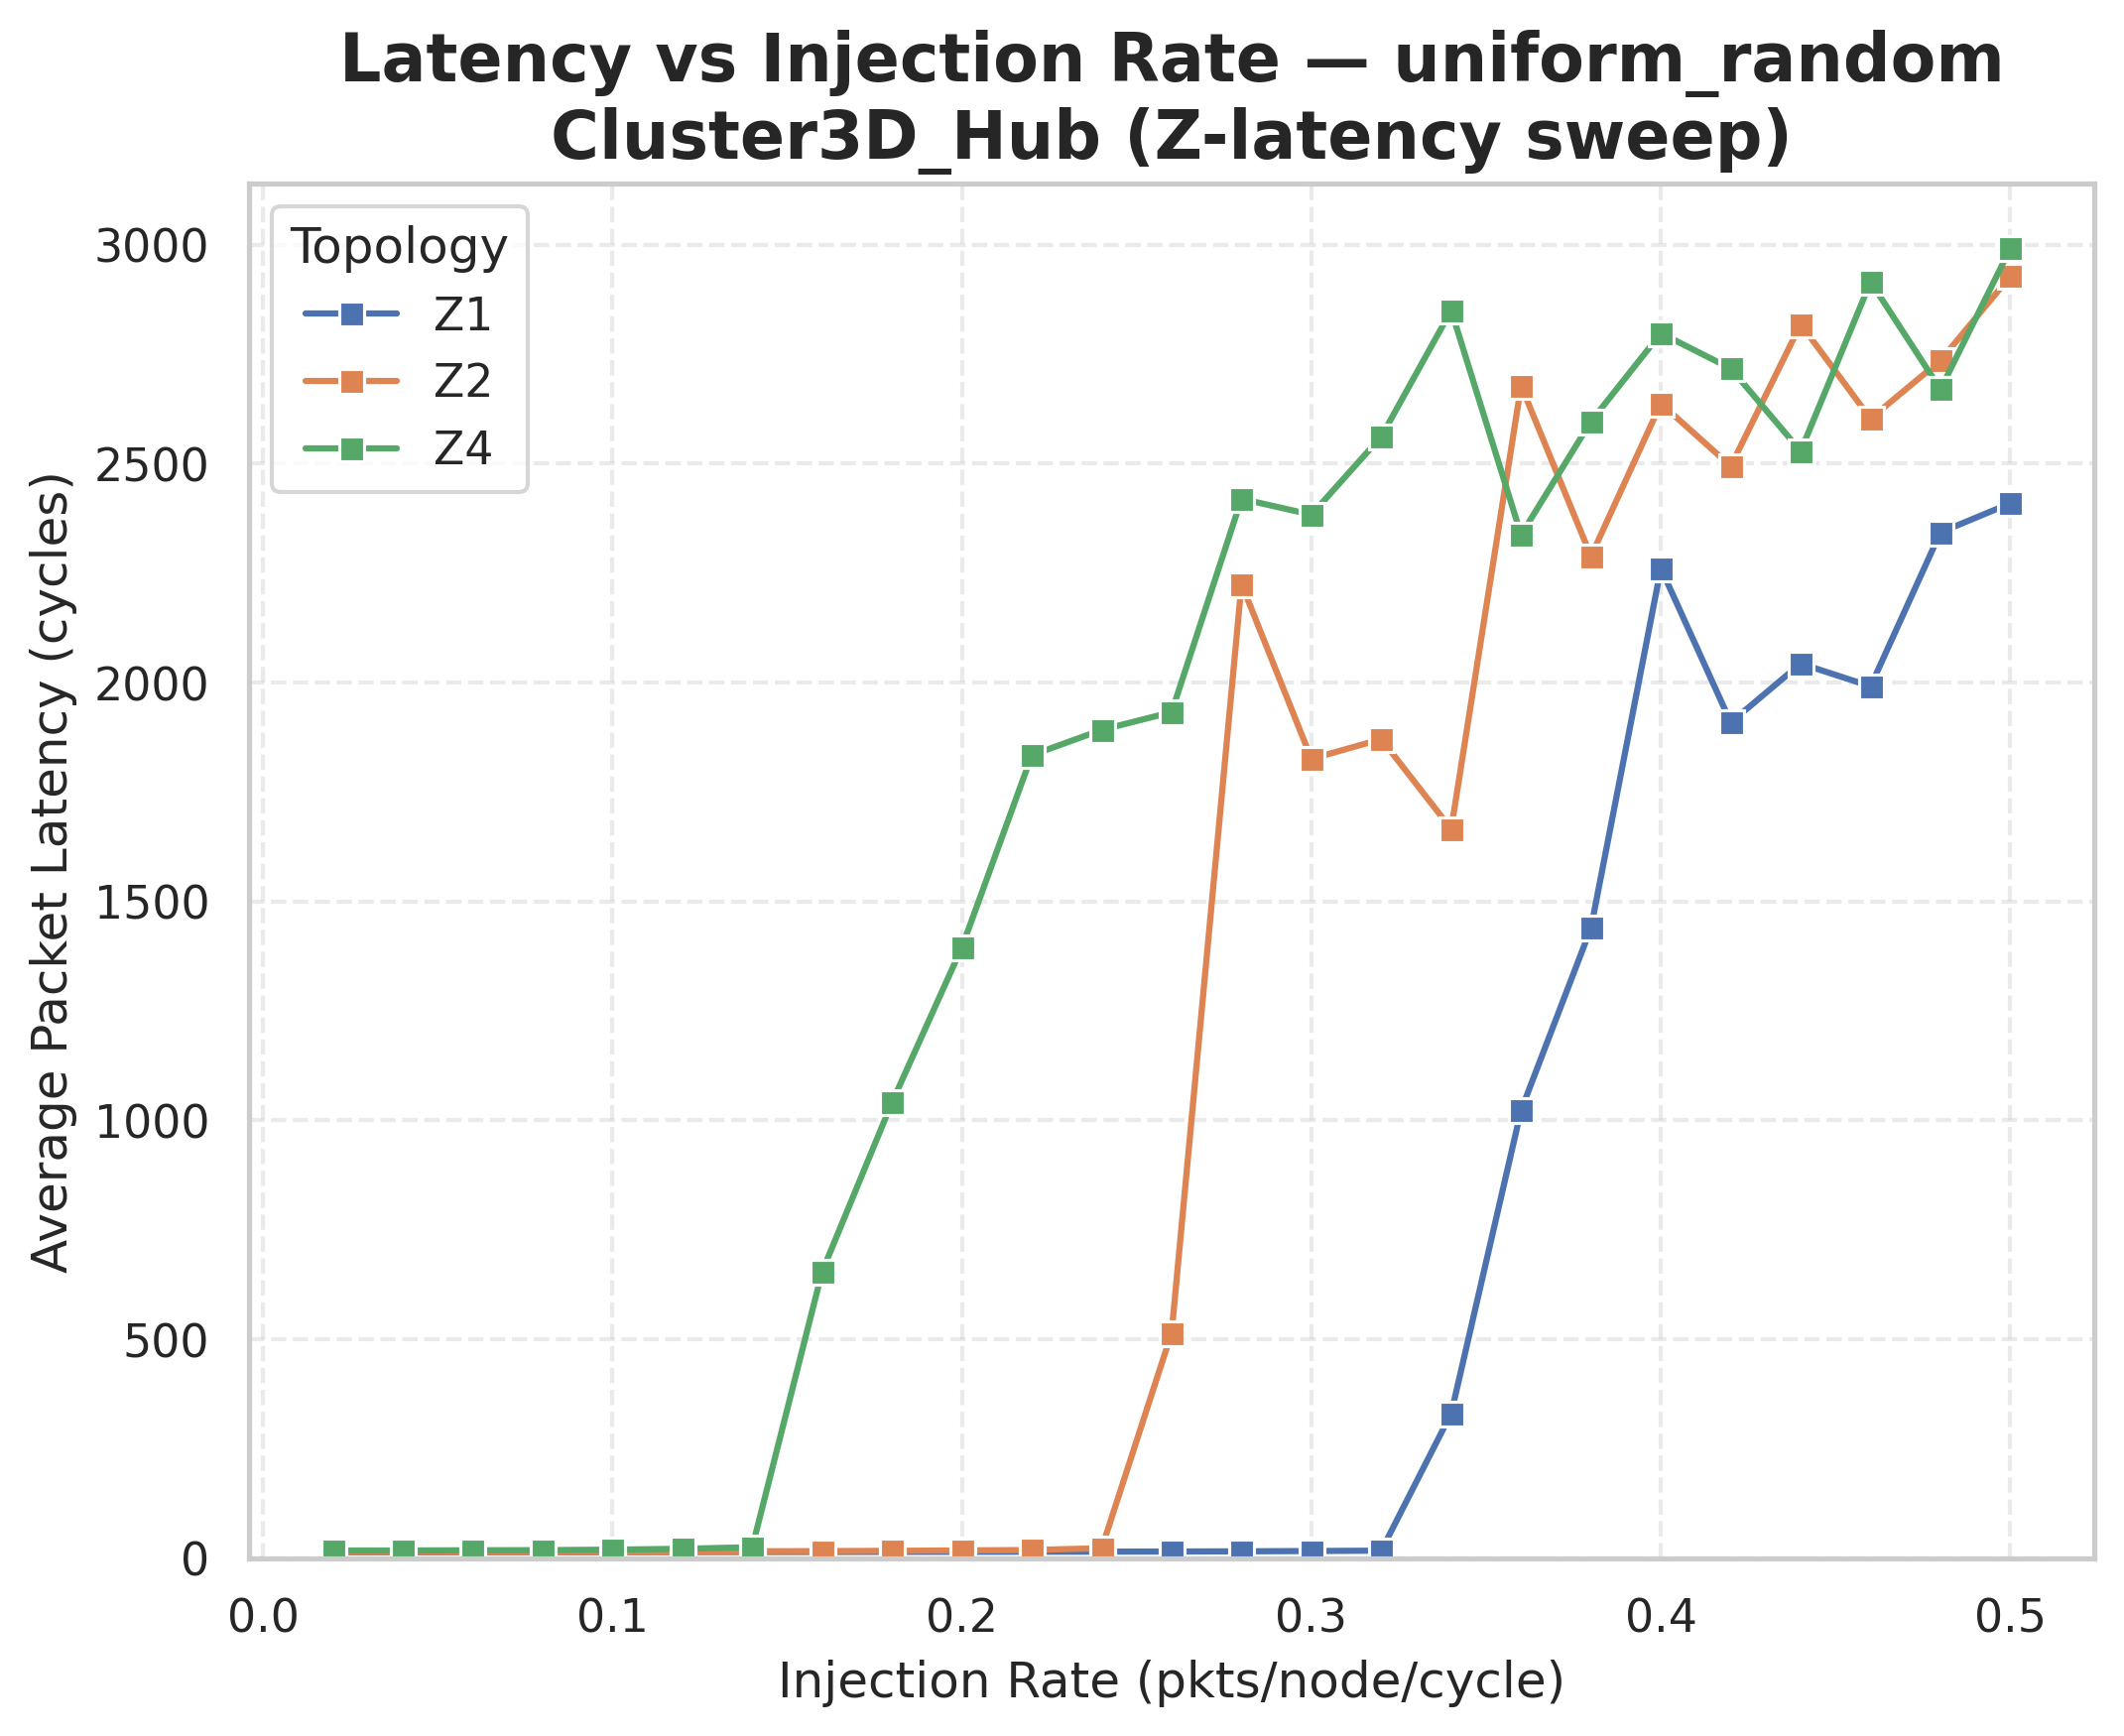 Latency vs Injection Rate — uniform_random
Cluster3D_Hub (Z-latency sweep)
Topology
Z1
Z2
Z4
Average Packet Latency (cycles)
3000
2500
2000
1500
1000
500
0
0.0 0.1 0.2 0.3 0.4 0.5
Injection Rate (pkts/node/cycle)